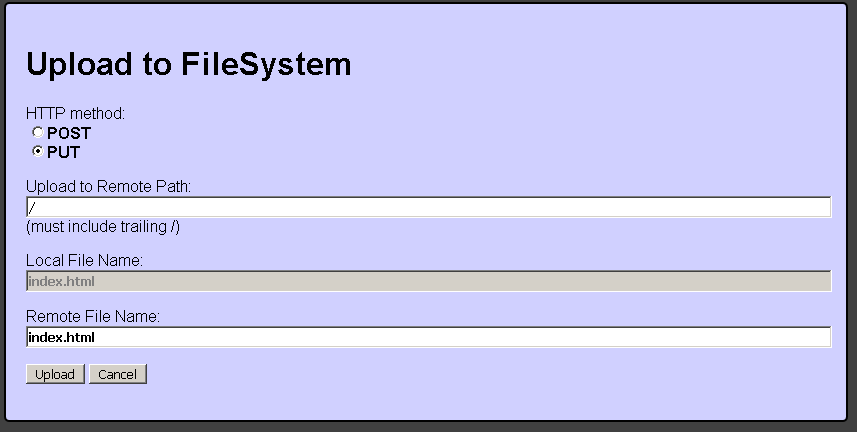 Upload to FileSystem
HTTP method:
POST
PUT
Upload to Remote Path:
/
(must include trailing /)
Local File Name:
index.html
Remote File Name:
index.html
Upload Cancel